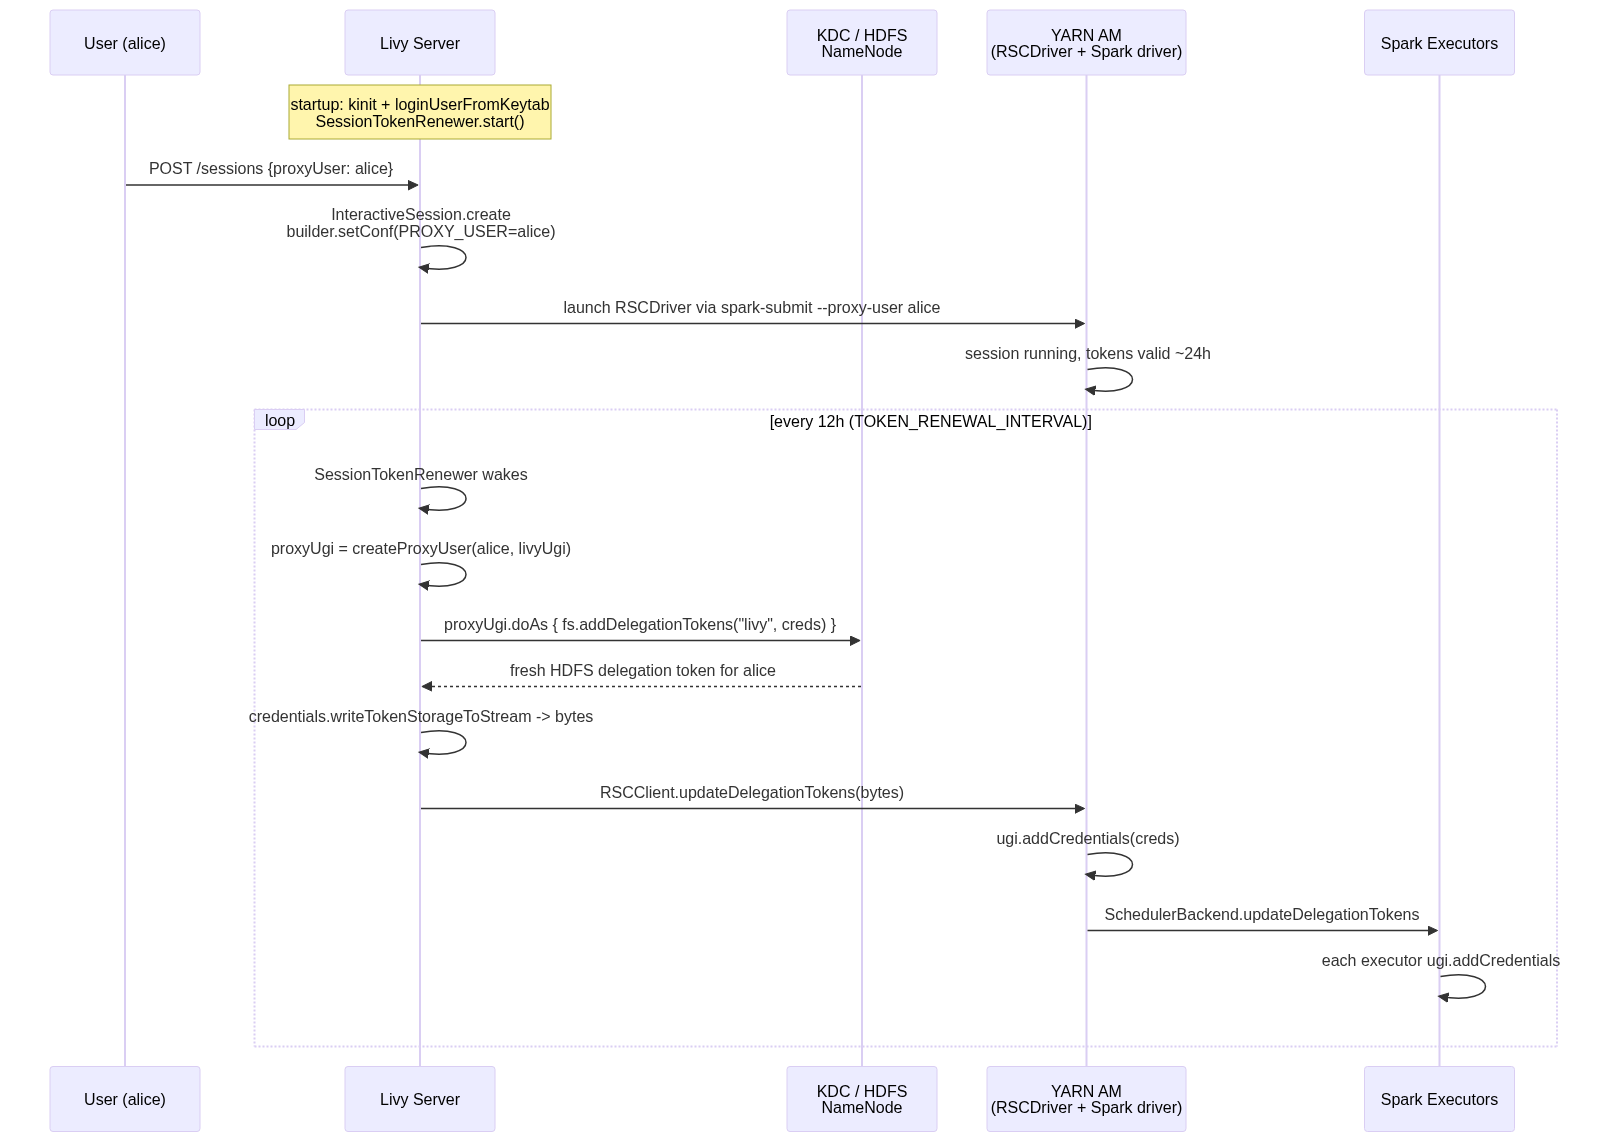 User (alice)
Livy Server
KDC / HDFS
NameNode
YARN AM
(RSCDriver + Spark driver)
Spark Executors
startup: kinit + loginUserFromKeytab
SessionTokenRenewer.start()
POST /sessions {proxyUser: alice}
InteractiveSession.create
builder.setConf(PROXY_USER=alice)
launch RSCDriver via spark-submit --proxy-user alice
session running, tokens valid ~24h
loop
[every 12h (TOKEN_RENEWAL_INTERVAL)]
SessionTokenRenewer wakes
proxyUgi = createProxyUser(alice, livyUgi)
proxyUgi.doAs { fs.addDelegationTokens("livy", creds) }
fresh HDFS delegation token for alice
credentials.writeTokenStorageToStream -> bytes
RSCClient.updateDelegationTokens(bytes)
ugi.addCredentials(creds)
SchedulerBackend.updateDelegationTokens
each executor ugi.addCredentials
User (alice)
Livy Server
KDC / HDFS
NameNode
YARN AM
(RSCDriver + Spark driver)
Spark Executors